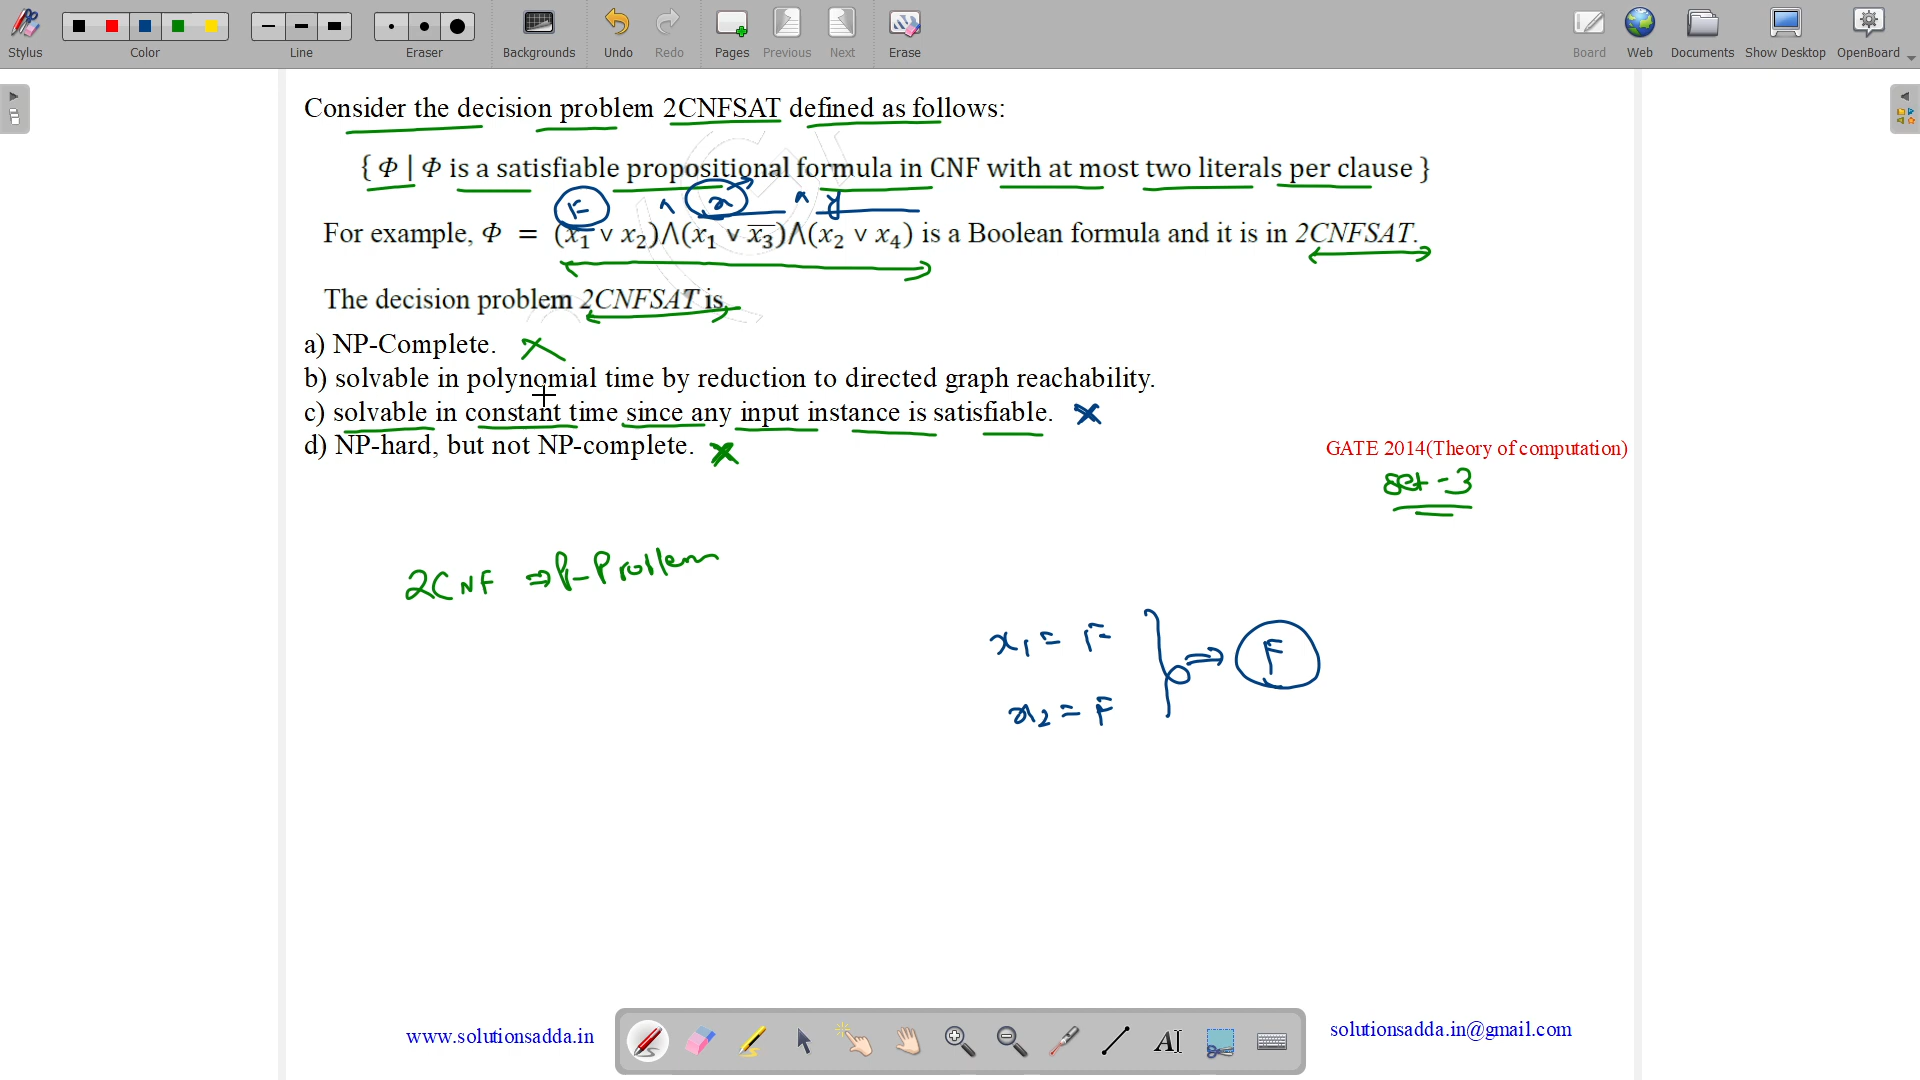 Stylus Color Line Eraser Backgrounds Undo Redo Pages Previous Next Erase Board Web Documents Show Desktop OpenBoard
Consider the decision problem 2CNFSAT defined as follows:
{ Φ | Φ is a satisfiable propositional formula in CNF with at most two literals per clause }
F ∧ x ∧ y
For example, Φ = (x̅₁ ∨ x₂)⋀(x₁ ∨ x̅₃)⋀(x₂ ∨ x₄) is a Boolean formula and it is in 2CNFSAT.
The decision problem 2CNFSAT is.
a) NP-Complete.
b) solvable in polynomial time by reduction to directed graph reachability.
c) solvable in constant time since any input instance is satisfiable.
d) NP-hard, but not NP-complete.
GATE 2014(Theory of computation)
set -3
2CNF ⇒ P-Problem
x₁ = F
⇒ F
x₂ = F
www.solutionsadda.in
solutionsadda.in@gmail.com